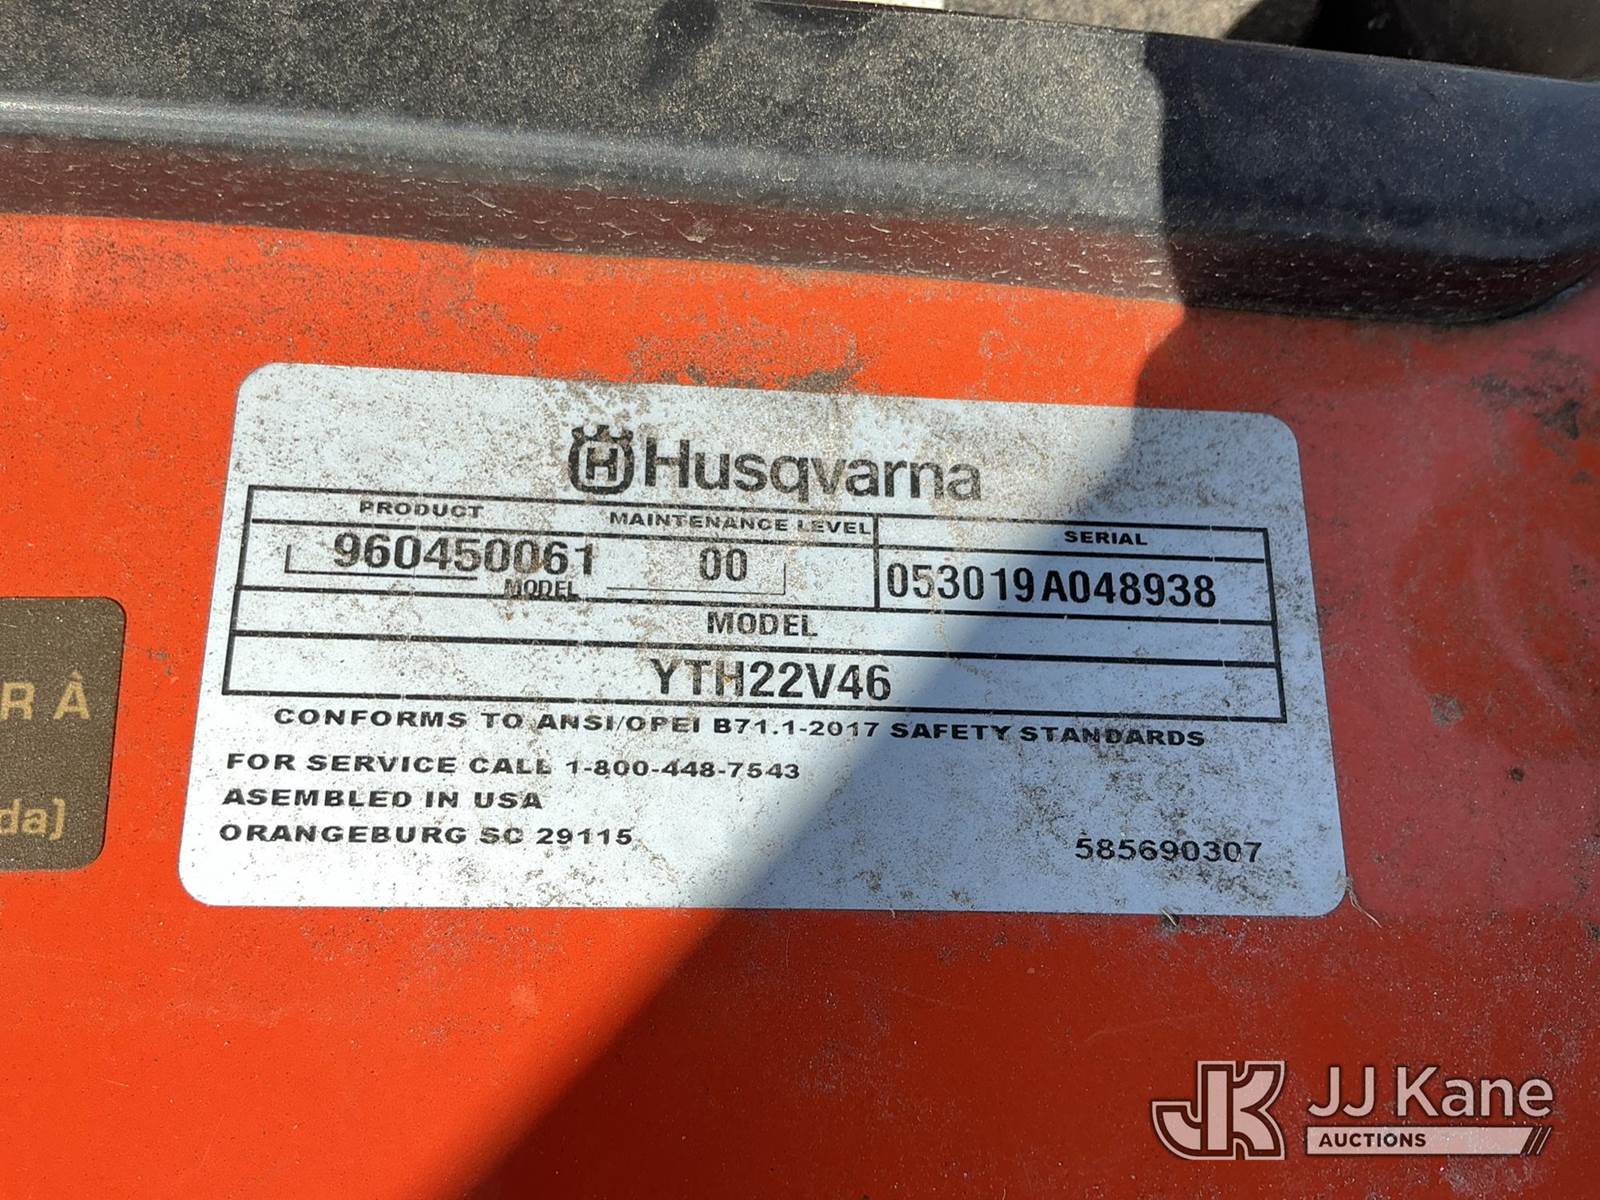 Husqvarna
PRODUCT MAINTENANCE LEVEL SERIAL
960450061 00 053019A048938
MODEL
MODEL
YTH22V46
CONFORMS TO ANSI/OPEI B71.1-2017 SAFETY STANDARDS
FOR SERVICE CALL 1-800-448-7543
ASEMBLED IN USA
ORANGEBURG SC 29115
585690307
R À
da)
JJ Kane
AUCTIONS